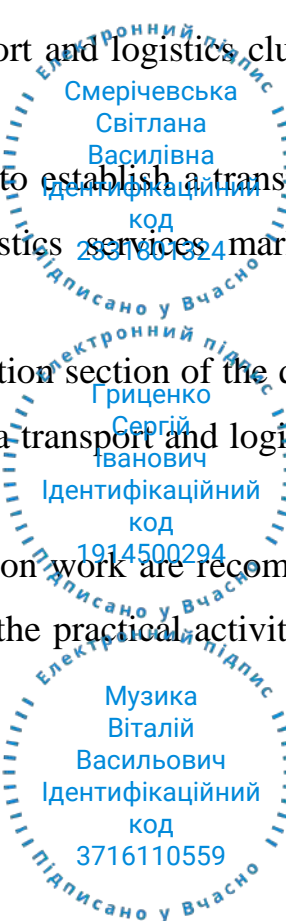 ort and logistics clu
Електронний підпис
Смерічевська
Світлана
Василівна
to establish a trans
Ідентифікаційний
код
stics services mar
Підписано у Вчасно
Електронний підпис
tion section of the
Гриценко
Сергій
a transport and logi
Іванович
Ідентифікаційний
код
1914500294
on work are recom
Підписано у Вчасно
the practical activit
Електронний підпис
Музика
Віталій
Васильович
Ідентифікаційний
код
3716110559
Підписано у Вчасно